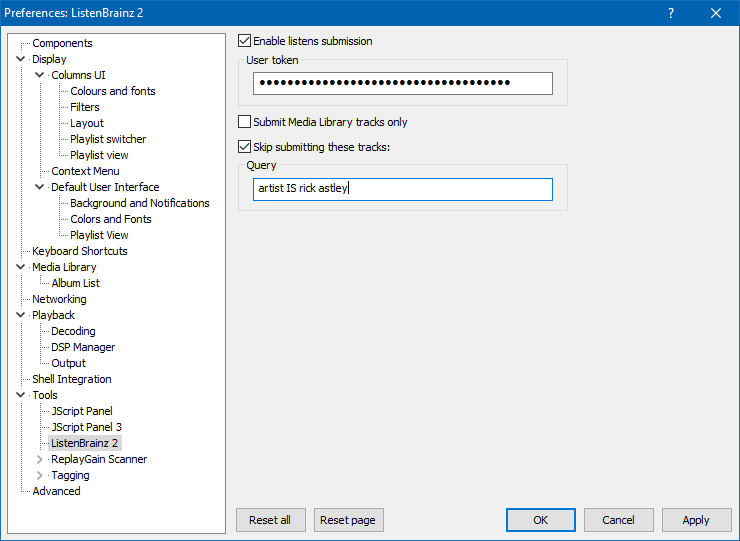 Preferences: ListenBrainz 2
Components
Display
Columns UI
Colours and fonts
Filters
Layout
Playlist switcher
Playlist view
Context Menu
Default User Interface
Background and Notifications
Colors and Fonts
Playlist View
Keyboard Shortcuts
Media Library
Album List
Networking
Playback
Decoding
DSP Manager
Output
Shell Integration
Tools
JScript Panel
JScript Panel 3
ListenBrainz 2
ReplayGain Scanner
Tagging
Advanced
Enable listens submission
User token
●●●●●●●●●●●●●●●●●●●●●●●●●●●●●●●●●●●●
Submit Media Library tracks only
Skip submitting these tracks:
Query
artist IS rick astley
Reset all
Reset page
OK
Cancel
Apply